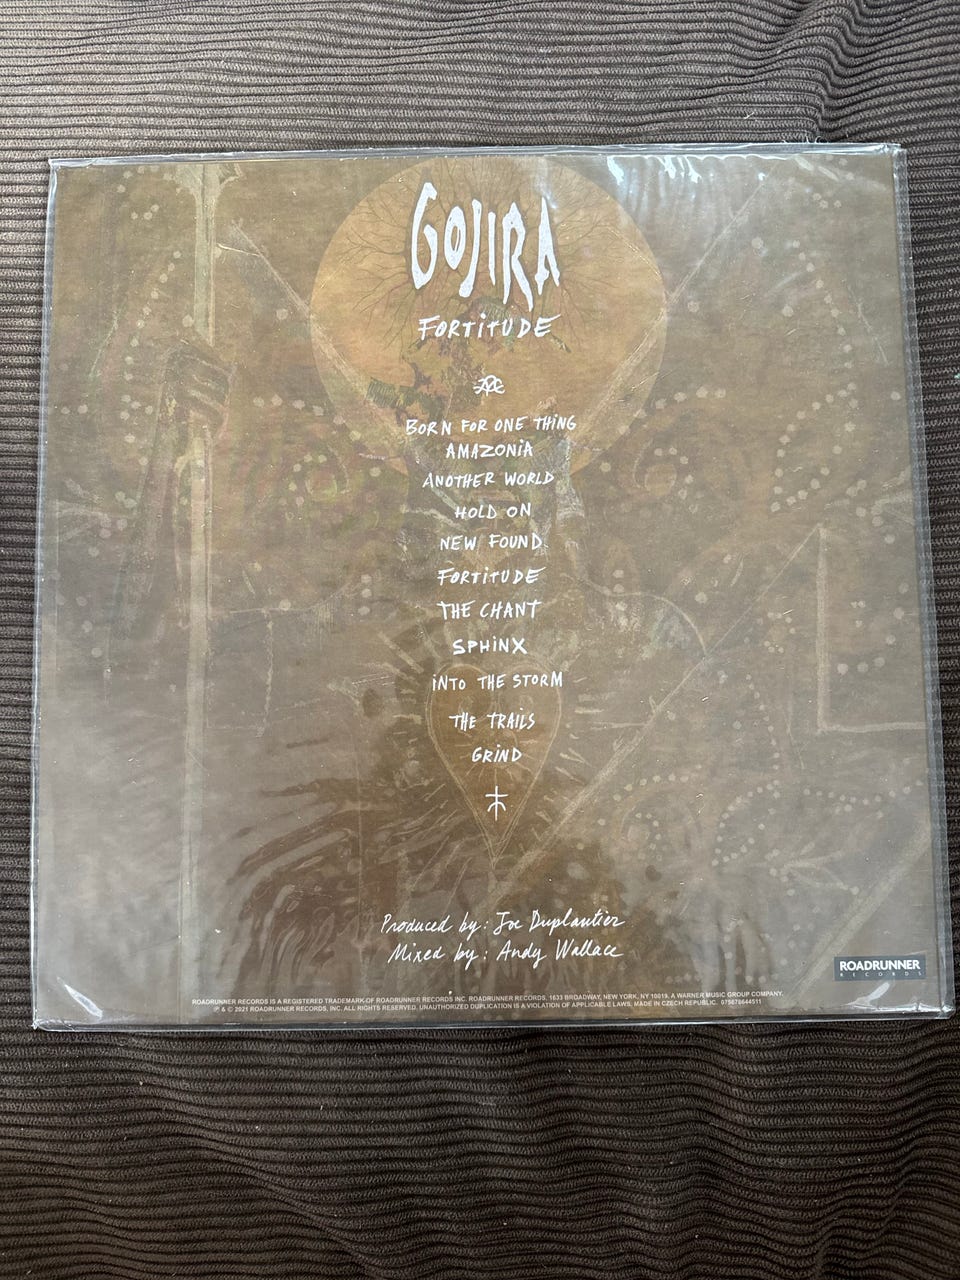 GOJIRA
FORTITUDE
BORN FOR ONE THING
AMAZONIA
ANOTHER WORLD
HOLD ON
NEW FOUND
FORTITUDE
THE CHANT
SPHINX
INTO THE STORM
THE TRAILS
GRIND
Produced by: Joe Duplantier
Mixed by: Andy Wallace
ROADRUNNER
RECORDS
ROADRUNNER RECORDS IS A REGISTERED TRADEMARK OF ROADRUNNER RECORDS INC. ROADRUNNER RECORDS, 1633 BROADWAY, NEW YORK, NY 10019. A WARNER MUSIC GROUP COMPANY.
℗ & © 2021 ROADRUNNER RECORDS, INC. ALL RIGHTS RESERVED. UNAUTHORIZED DUPLICATION IS A VIOLATION OF APPLICABLE LAWS. MADE IN CZECH REPUBLIC. 075678644511